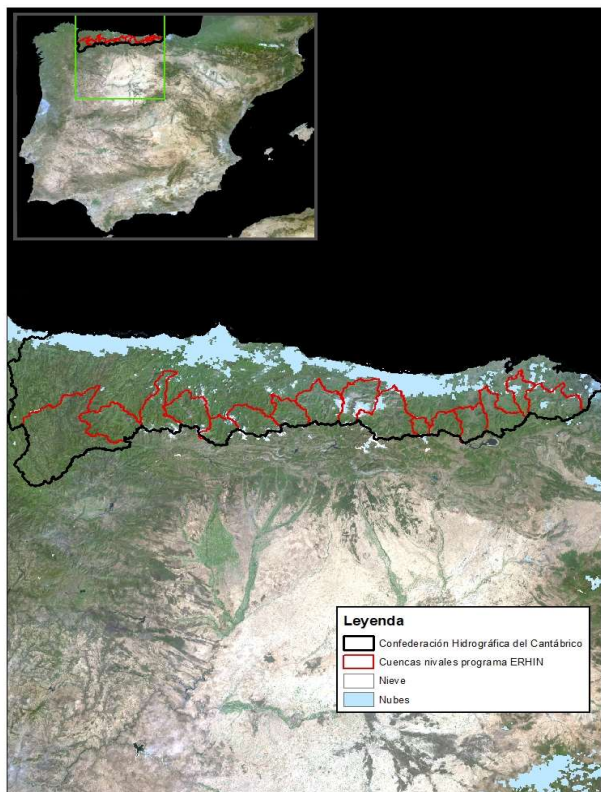 Leyenda
Confederación Hidrográfica del Cantábrico
Cuencas nivales programa ERHIN
Nieve
Nubes